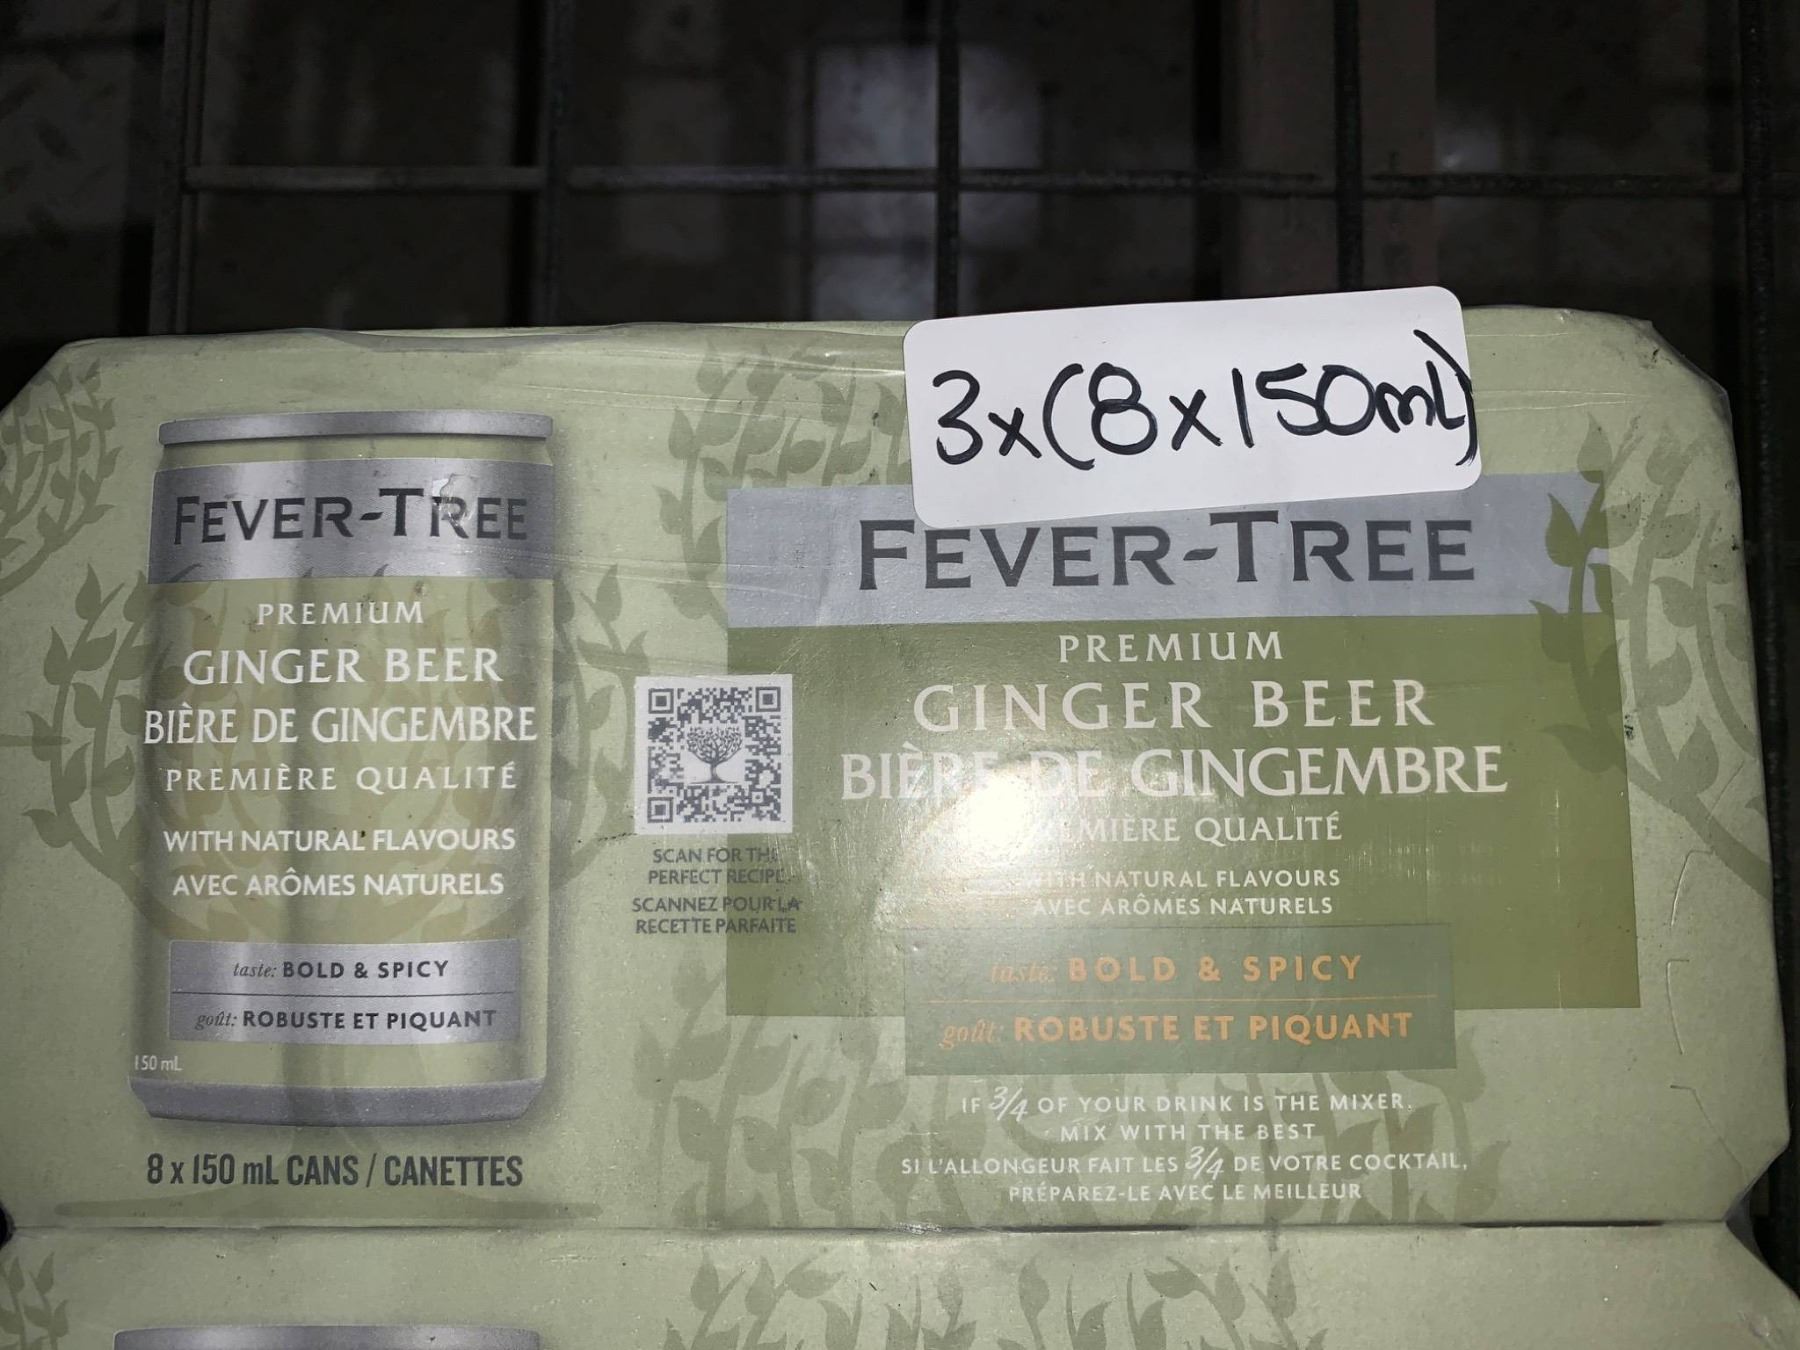 3x(8x150mL)
FEVER-TREE
PREMIUM
GINGER BEER
BIÈRE DE GINGEMBRE
PREMIÈRE QUALITÉ
WITH NATURAL FLAVOURS
AVEC ARÔMES NATURELS
taste: BOLD & SPICY
goût: ROBUSTE ET PIQUANT
150 mL
8 x 150 mL CANS / CANETTES
SCAN FOR THE
PERFECT RECIPE
SCANNEZ POUR LA
RECETTE PARFAITE
FEVER-TREE
PREMIUM
GINGER BEER
BIÈRE DE GINGEMBRE
QUALITÉ
WITH NATURAL FLAVOURS
AVEC ARÔMES NATURELS
taste: BOLD & SPICY
goût: ROBUSTE ET PIQUANT
IF 3/4 OF YOUR DRINK IS THE MIXER,
MIX WITH THE BEST
SI L'ALLONGEUR FAIT LES 3/4 DE VOTRE COCKTAIL,
PRÉPAREZ-LE AVEC LE MEILLEUR